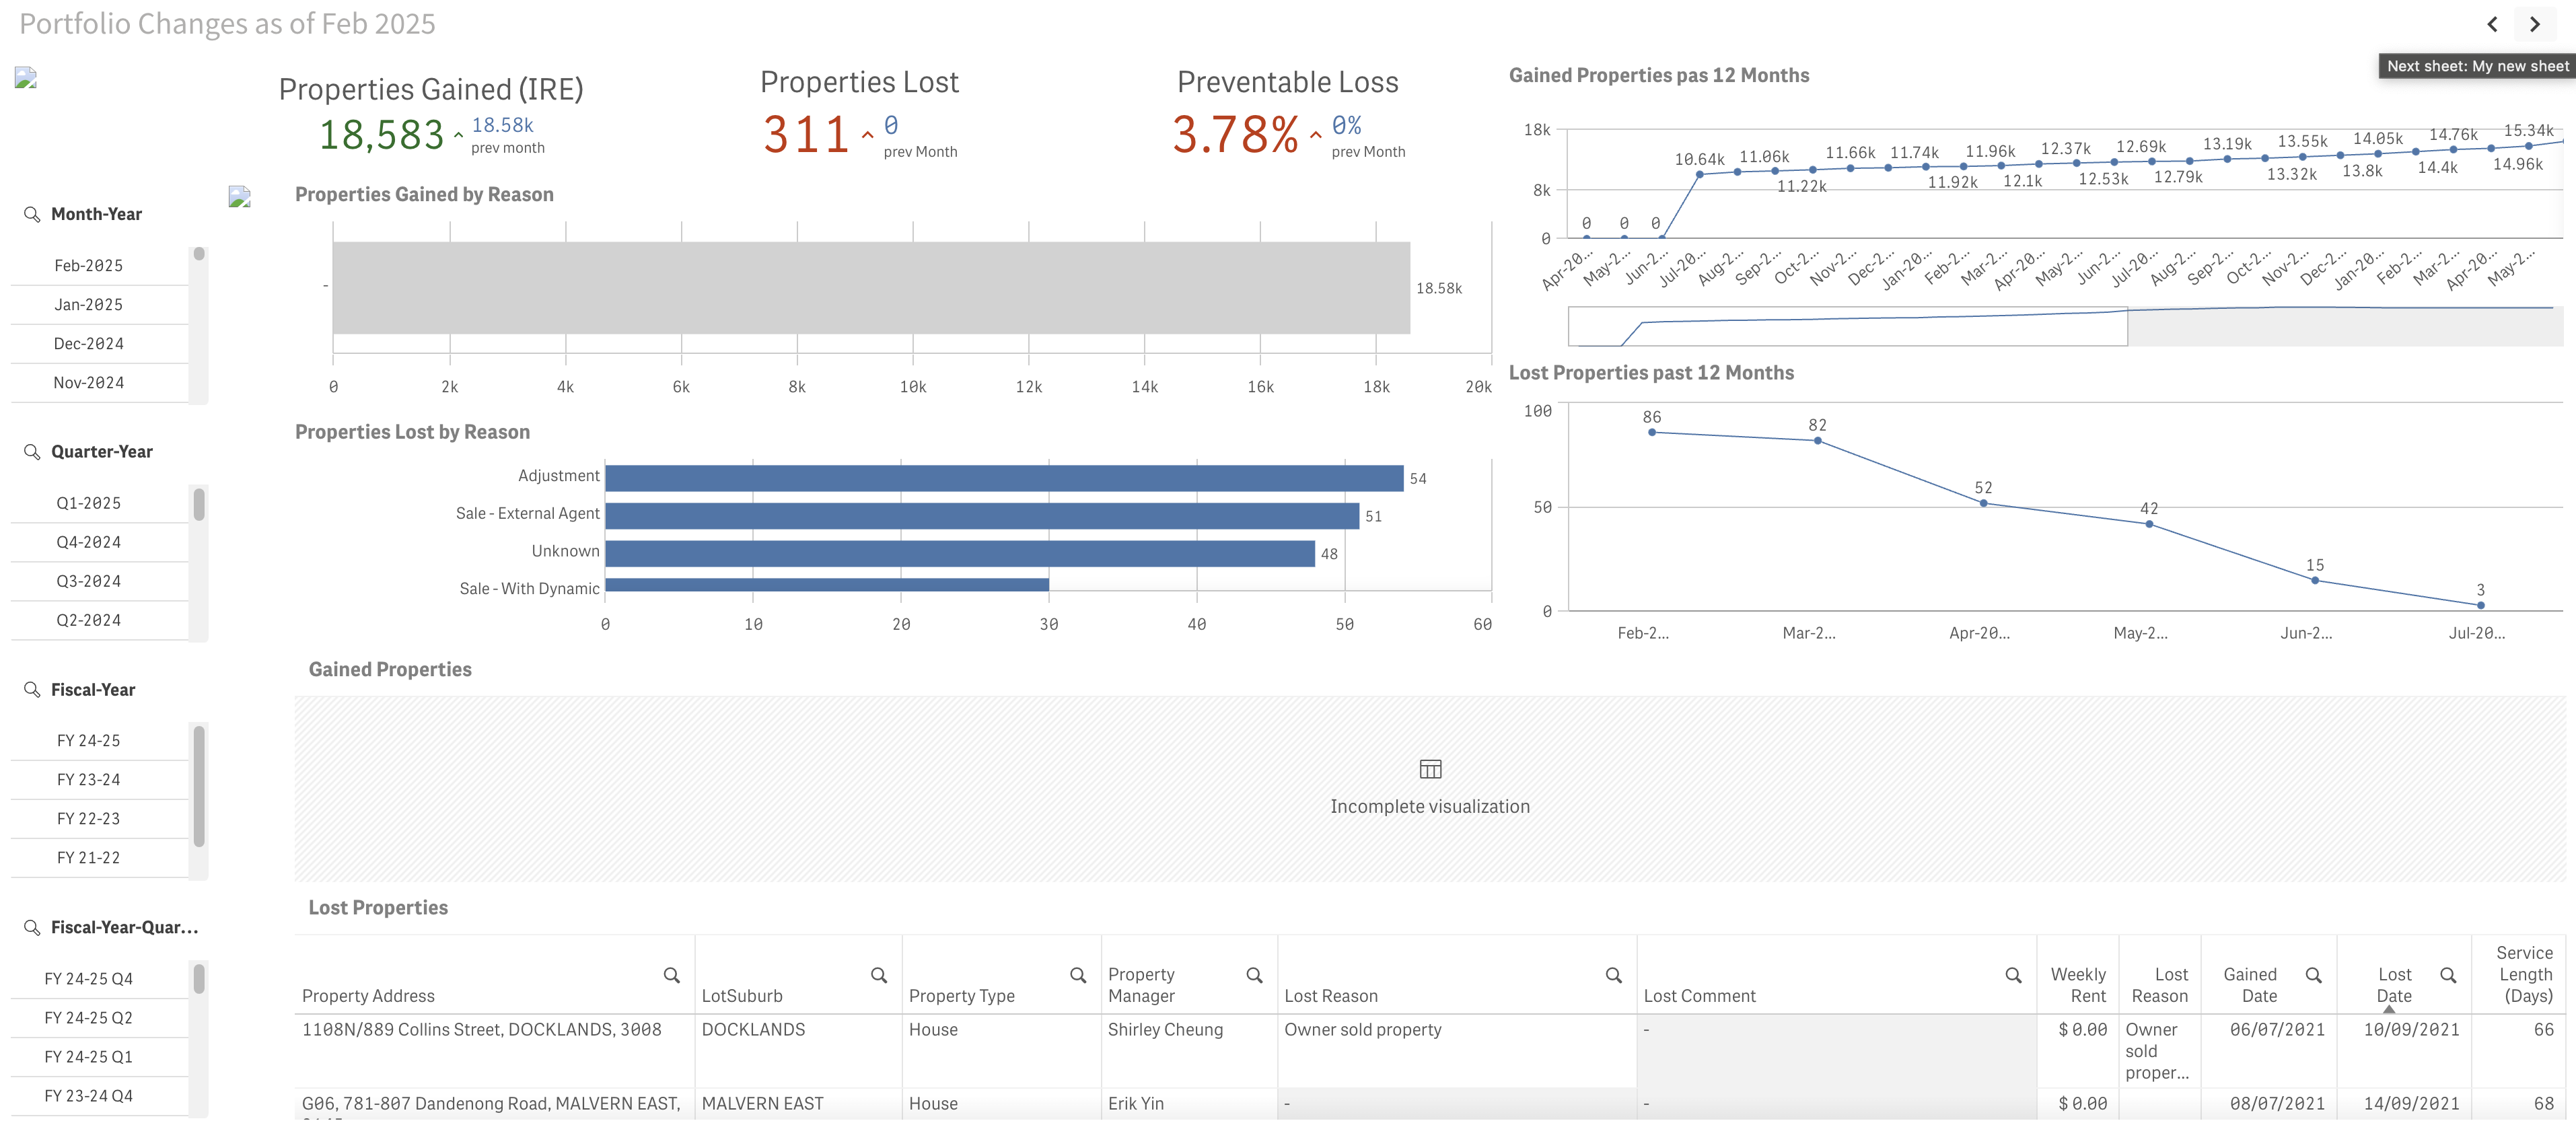 Portfolio Changes as of Feb 2025
Next sheet: My new sheet
Properties Gained (IRE)
18,583
18.58k
prev month
Properties Lost
311
0
prev Month
Preventable Loss
3.78%
0%
prev Month
Month-Year
Feb-2025
Jan-2025
Dec-2024
Nov-2024
Quarter-Year
Q1-2025
Q4-2024
Q3-2024
Q2-2024
Fiscal-Year
FY 24-25
FY 23-24
FY 22-23
FY 21-22
Fiscal-Year-Quar...
FY 24-25 Q4
FY 24-25 Q2
FY 24-25 Q1
FY 23-24 Q4
Properties Gained by Reason
-
18.58k
0 2k 4k 6k 8k 10k 12k 14k 16k 18k 20k
Properties Lost by Reason
Adjustment 54
Sale - External Agent 51
Unknown 48
Sale - With Dynamic
0 10 20 30 40 50 60
Gained Properties pas 12 Months
18k
8k
0
0 0 0 10.64k 11.06k 11.22k 11.66k 11.74k 11.92k 11.96k 12.1k 12.37k 12.53k 12.69k 12.79k 13.19k 13.32k 13.55k 13.8k 14.05k 14.4k 14.76k 14.96k 15.34k
Apr-20... May-2... Jun-2... Jul-20... Aug-2... Sep-2... Oct-2... Nov-2... Dec-2... Jan-20... Feb-2... Mar-2... Apr-20... May-2... Jun-2... Jul-20... Aug-2... Sep-2... Oct-2... Nov-2... Dec-2... Jan-20... Feb-2... Mar-2... Apr-20... May-2...
Lost Properties past 12 Months
100
50
0
86 82 52 42 15 3
Feb-2... Mar-2... Apr-20... May-2... Jun-2... Jul-20...
Gained Properties
Incomplete visualization
Lost Properties
Property Address LotSuburb Property Type Property Manager Lost Reason Lost Comment Weekly Rent Lost Reason Gained Date Lost Date Service Length (Days)
1108N/889 Collins Street, DOCKLANDS, 3008 DOCKLANDS House Shirley Cheung Owner sold property - $ 0.00 Owner sold proper... 06/07/2021 10/09/2021 66
G06, 781-807 Dandenong Road, MALVERN EAST, MALVERN EAST House Erik Yin - - $ 0.00 08/07/2021 14/09/2021 68